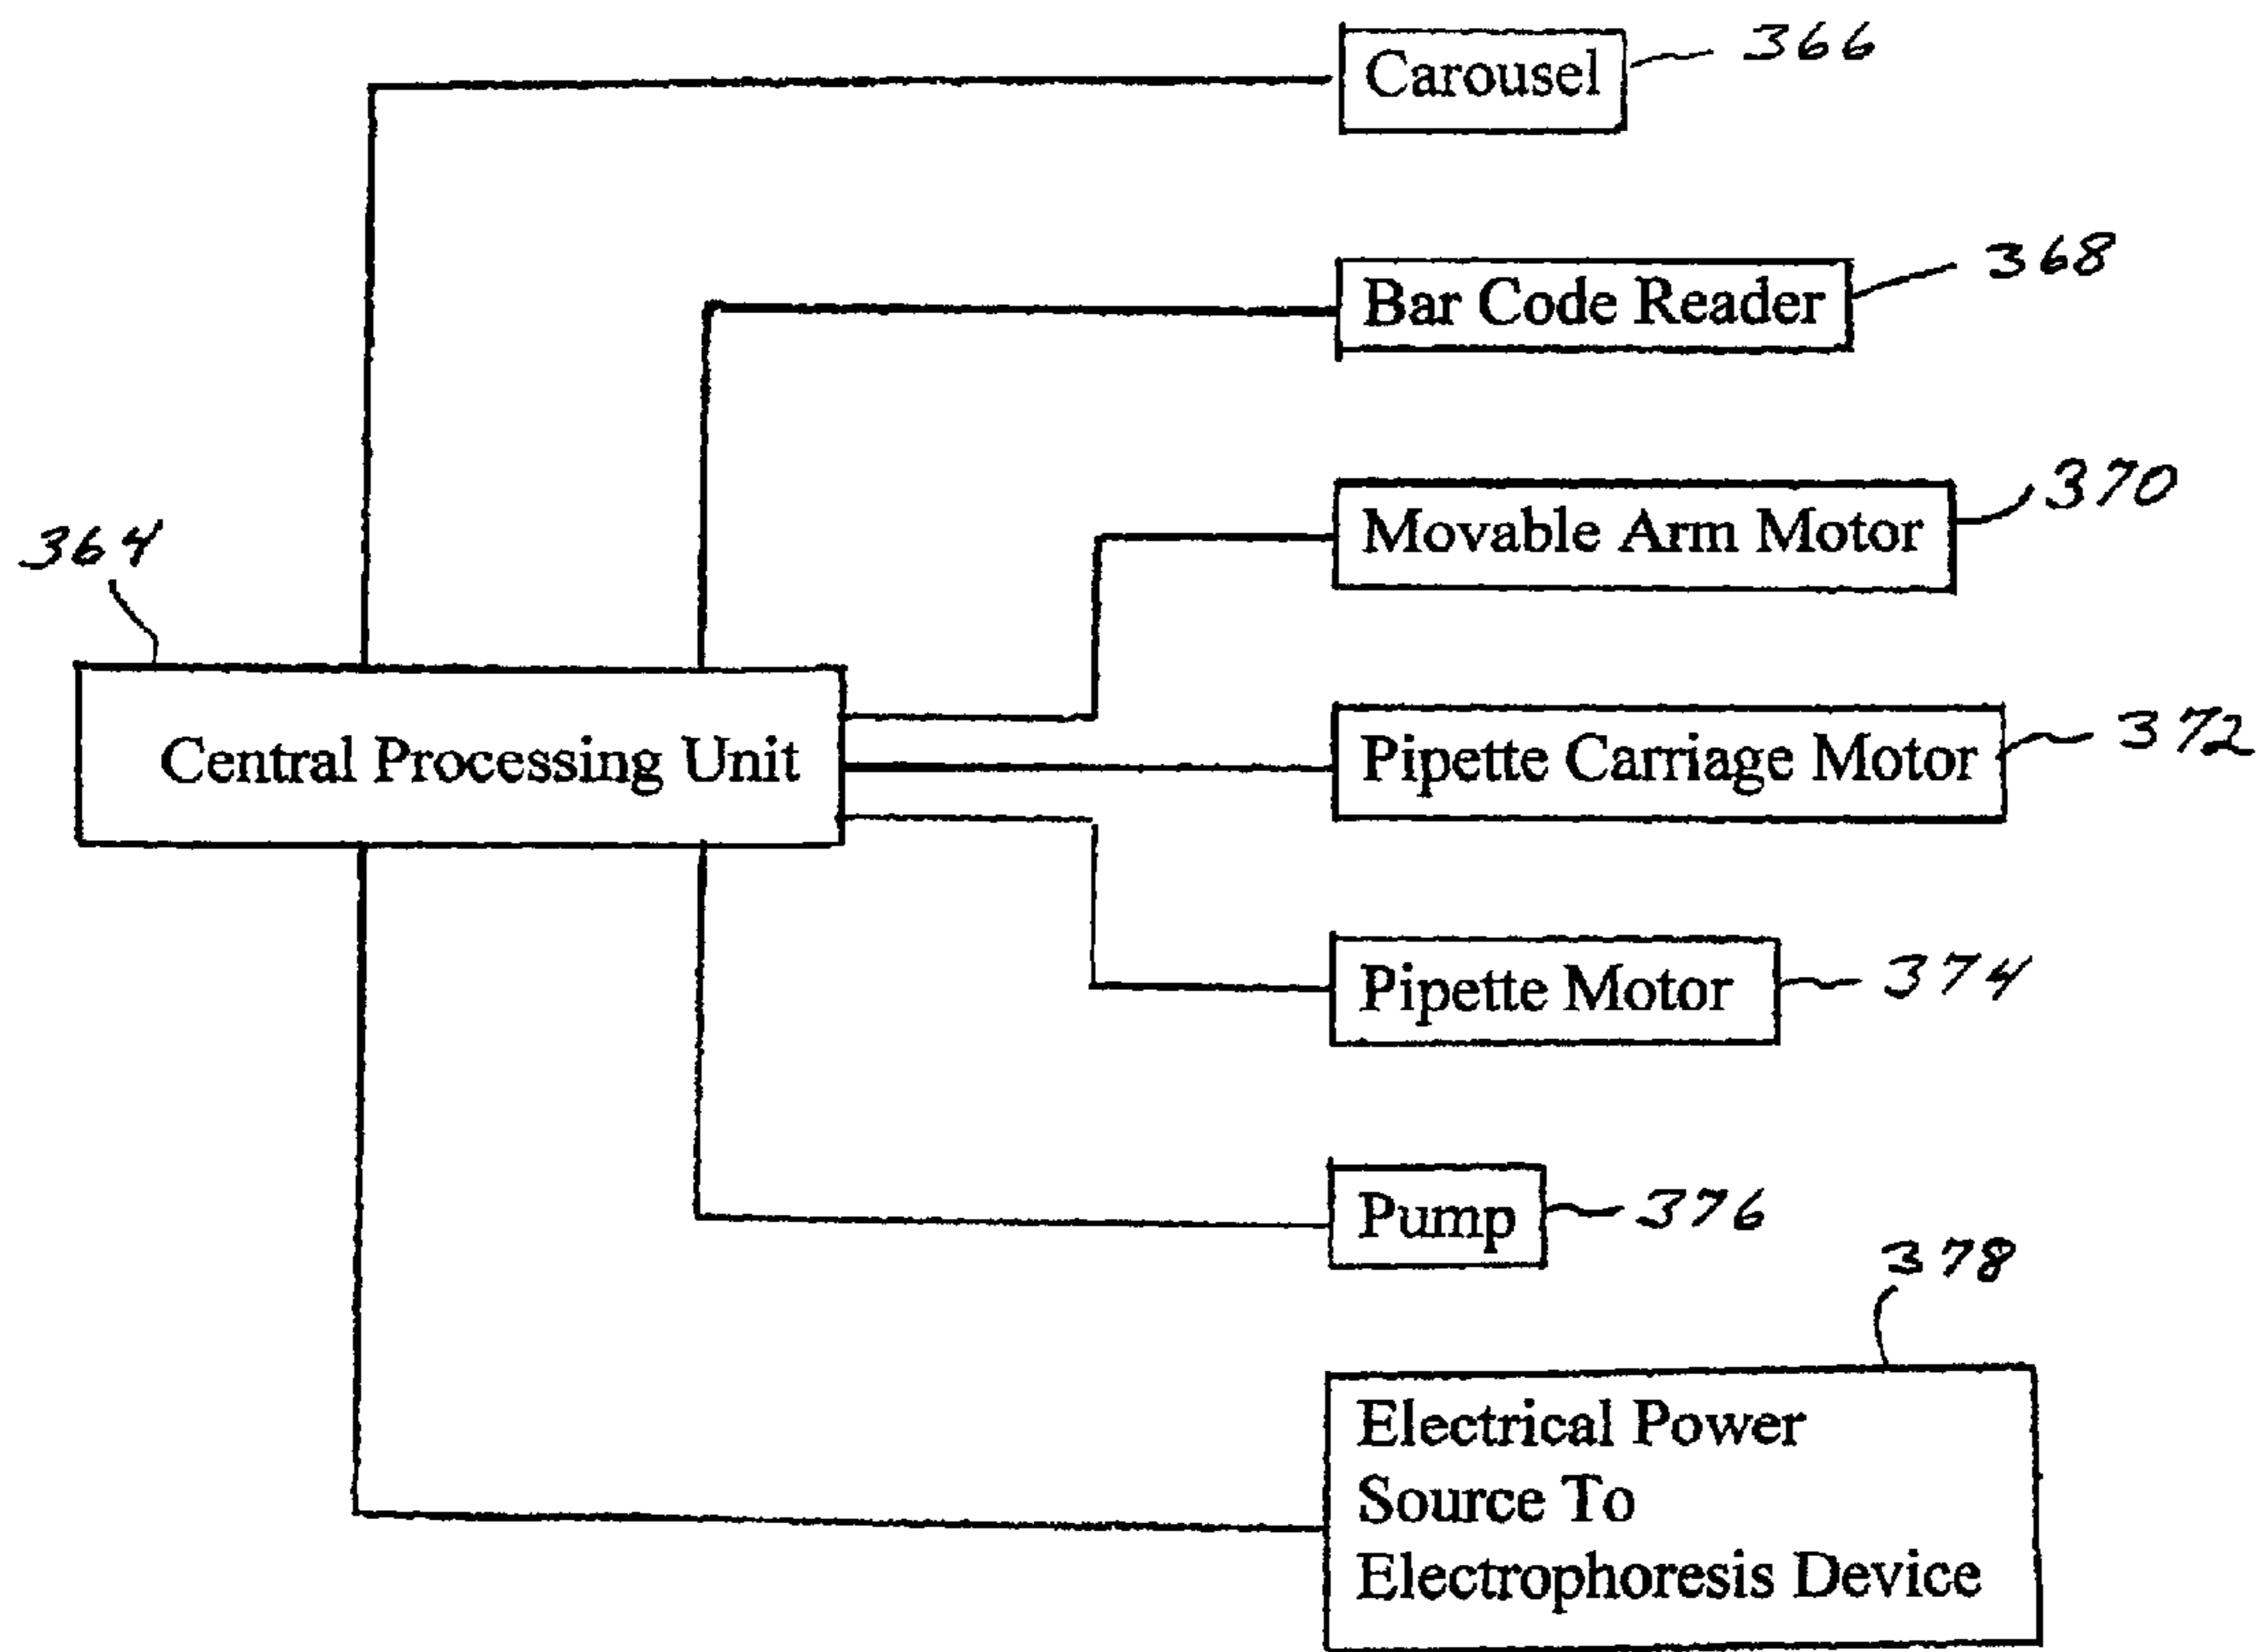 Carousel 366
Bar Code Reader 368
Movable Arm Motor 370
364
Central Processing Unit
Pipette Carriage Motor 372
Pipette Motor 374
Pump 376
378
Electrical Power
Source To
Electrophoresis Device